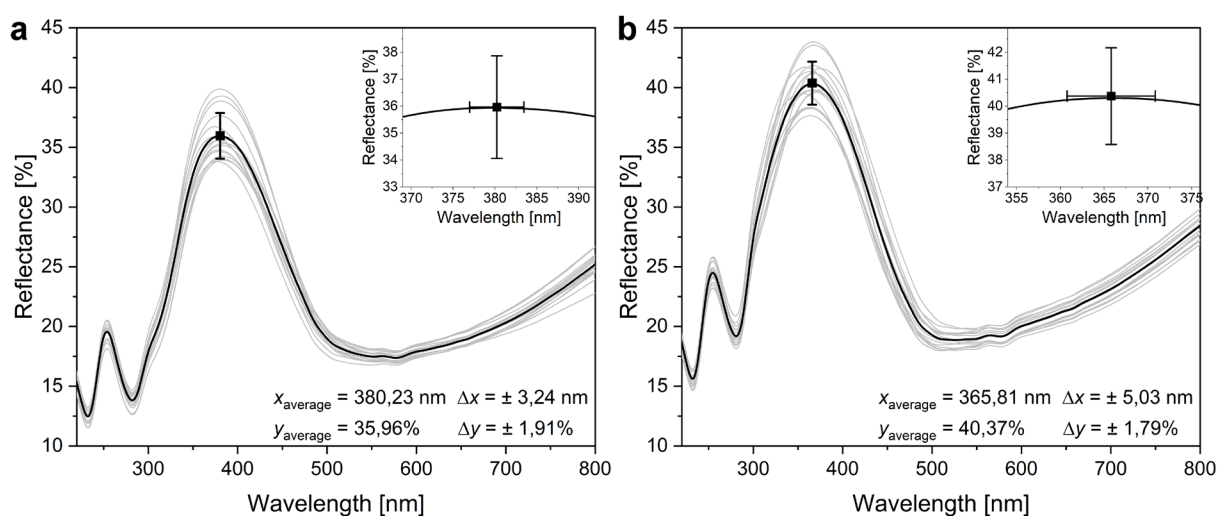 a
45
40
35
30
25
20
15
10
Reflectance [%]
300 400 500 600 700 800
Wavelength [nm]
38
37
36
35
34
33
Reflectance [%]
370 375 380 385 390
Wavelength [nm]
xaverage = 380,23 nm Δx = ± 3,24 nm
yaverage = 35,96% Δy = ± 1,91%
b
45
40
35
30
25
20
15
10
Reflectance [%]
300 400 500 600 700 800
Wavelength [nm]
42
41
40
39
38
37
Reflectance [%]
355 360 365 370 375
Wavelength [nm]
xaverage = 365,81 nm Δx = ± 5,03 nm
yaverage = 40,37% Δy = ± 1,79%